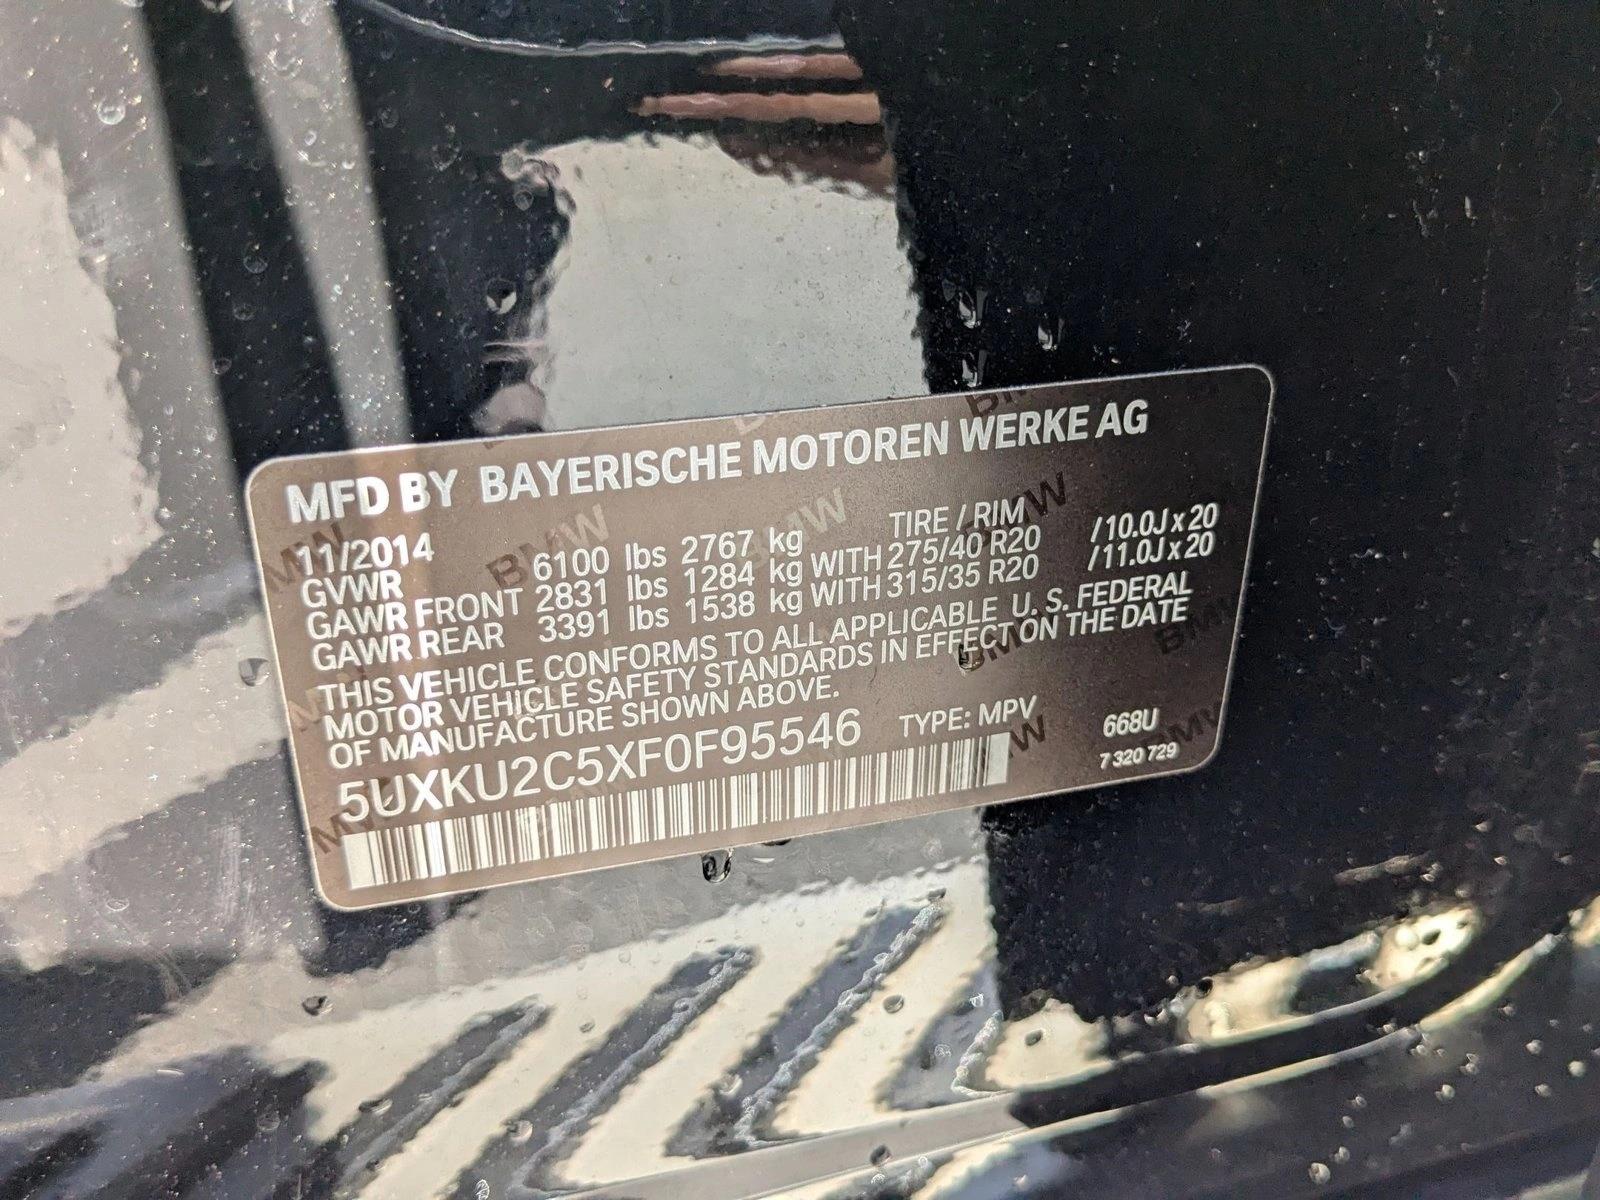 MFD BY BAYERISCHE MOTOREN WERKE AG
11/2014 TIRE / RIM
GVWR 6100 lbs 2767 kg
GAWR FRONT 2831 lbs 1284 kg WITH 275/40 R20 /10.0J x 20
GAWR REAR 3391 lbs 1538 kg WITH 315/35 R20 /11.0J x 20
THIS VEHICLE CONFORMS TO ALL APPLICABLE U. S. FEDERAL
MOTOR VEHICLE SAFETY STANDARDS IN EFFECT ON THE DATE
OF MANUFACTURE SHOWN ABOVE.
5UXKU2C5XF0F95546 TYPE: MPV 668U
7 320 729